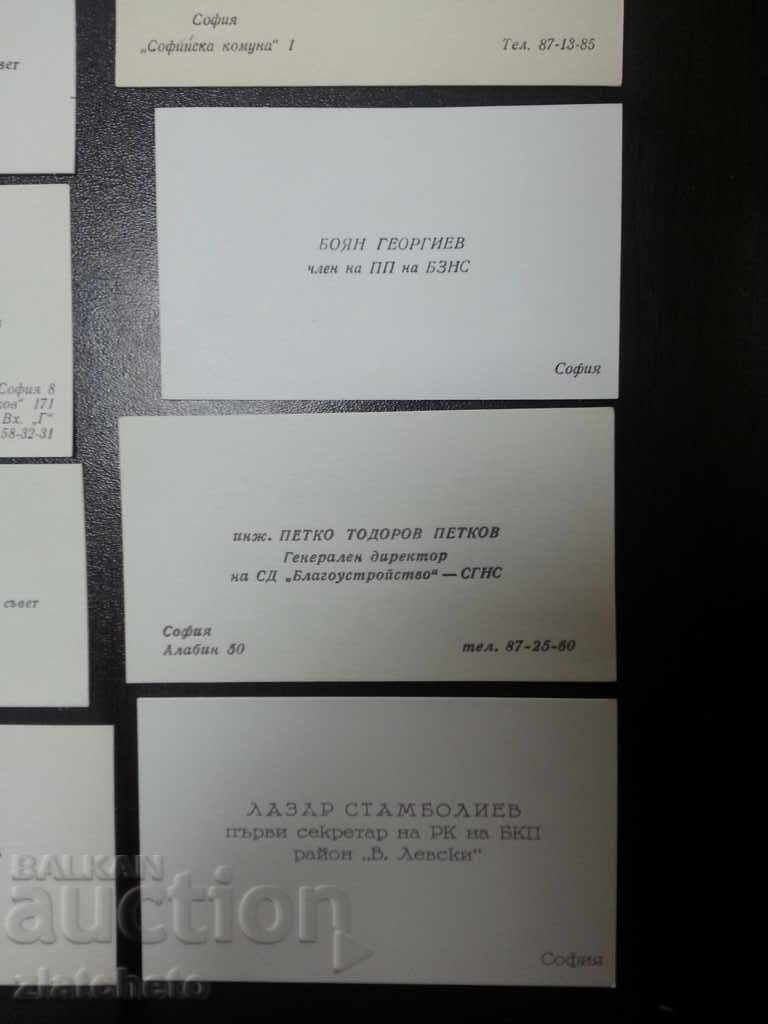 София
„Софийска комуна" 1
Тел. 87-13-85
БОЯН ГЕОРГИЕВ
член на ПП на БЗНС
София
инж. ПЕТКО ТОДОРОВ ПЕТКОВ
Генерален директор
на СД „Благоустройство" — СГНС
София
Алабин 50
тел. 87-25-60
ЛАЗАР СТАМБОЛИЕВ
първи секретар на РК на БКП
район „В. Левски"
София
София 8
171
Вх. „Г"
58-32-31
съвет
BALKAN
auction
zlatcheto